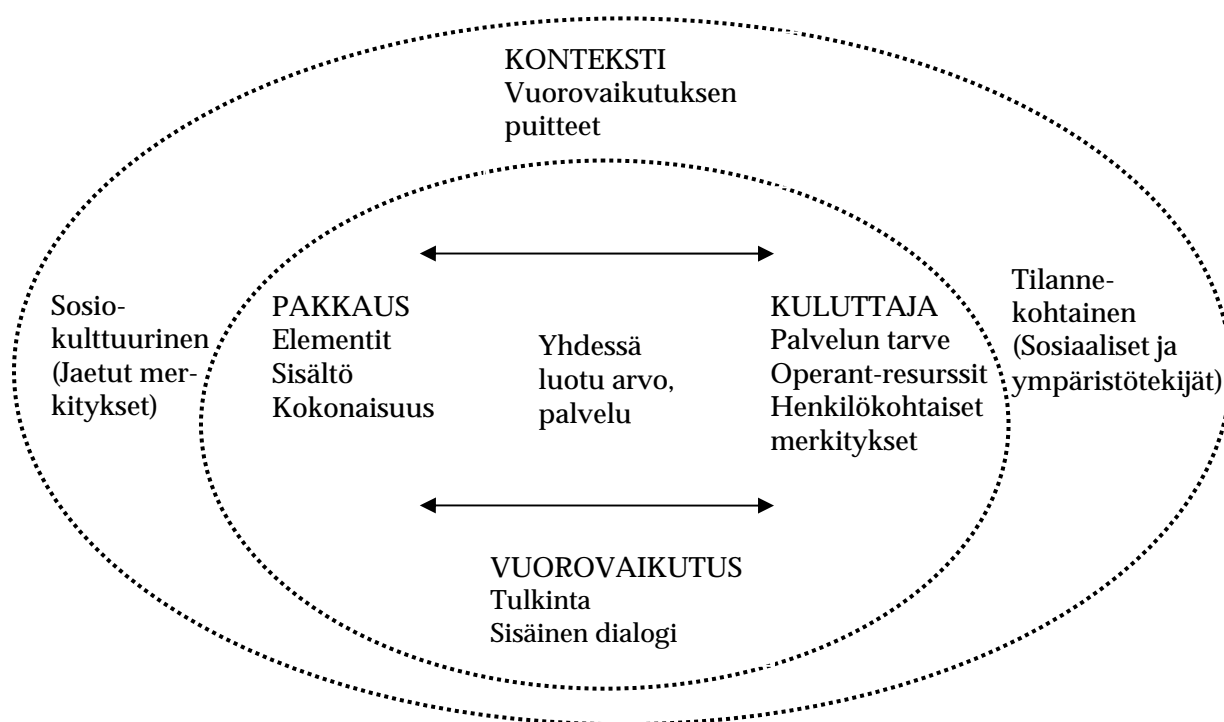 KONTEKSTI
Vuorovaikutuksen
puitteet
Sosio-
kulttuurinen
(Jaetut mer-
kitykset)
PAKKAUS
Elementit
Sisältö
Kokonaisuus
Yhdessä
luotu arvo,
palvelu
KULUTTAJA
Palvelun tarve
Operant-resurssit
Henkilökohtaiset
merkitykset
Tilanne-
kohtainen
(Sosiaaliset ja
ympäristötekijät)
VUOROVAIKUTUS
Tulkinta
Sisäinen dialogi